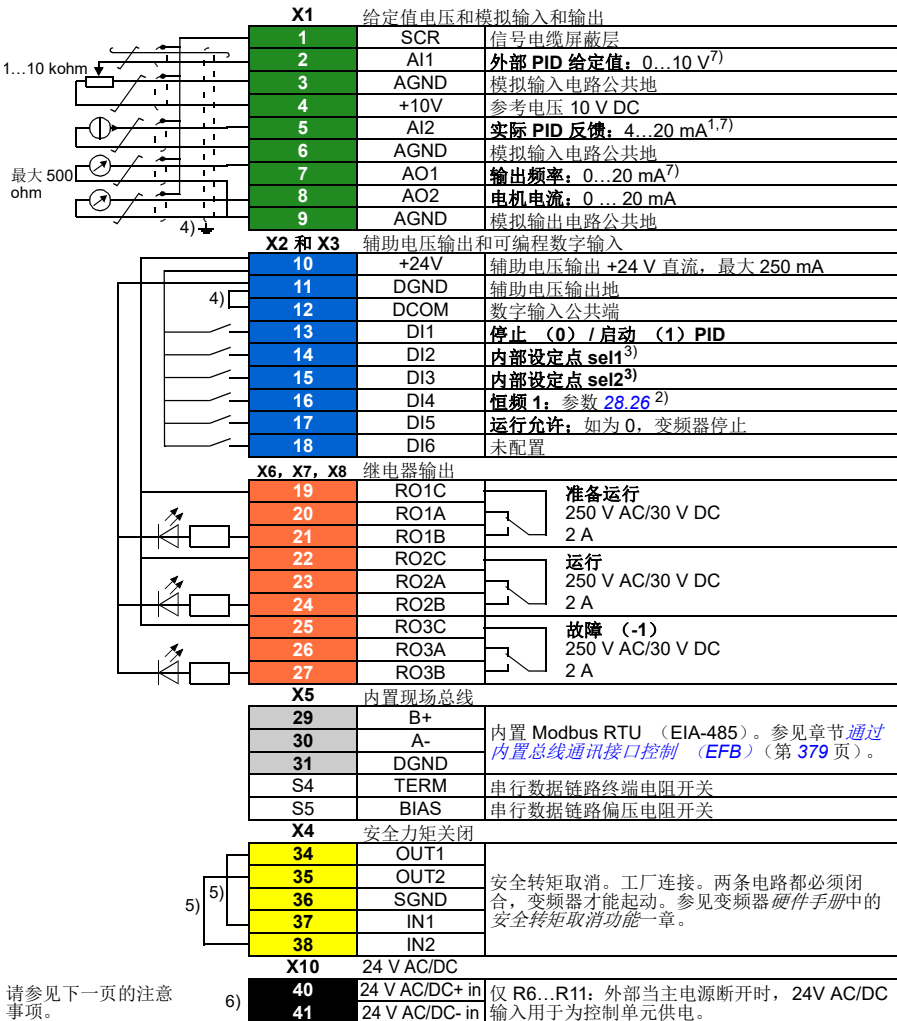 X1 给定值电压和模拟输入和输出
1 SCR 信号电缆屏蔽层
2 AI1 外部 PID 给定值：0…10 V7)
1…10 kohm
3 AGND 模拟输入电路公共地
4 +10V 参考电压 10 V DC
5 AI2 实际 PID 反馈：4…20 mA1,7)
6 AGND 模拟输入电路公共地
最大 500
ohm
7 AO1 输出频率：0…20 mA7)
8 AO2 电机电流：0 … 20 mA
4) 9 AGND 模拟输出电路公共地
X2 和 X3 辅助电压输出和可编程数字输入
10 +24V 辅助电压输出 +24 V 直流，最大 250 mA
11 DGND 辅助电压输出地
4)
12 DCOM 数字输入公共端
13 DI1 停止 （0） / 启动 （1）PID
14 DI2 内部设定点 sel13)
15 DI3 内部设定点 sel23)
16 DI4 恒频 1：参数 28.26 2)
17 DI5 运行允许：如为 0，变频器停止
18 DI6 未配置
X6，X7，X8 继电器输出
19 RO1C 准备运行
20 RO1A 250 V AC/30 V DC
21 RO1B 2 A
22 RO2C 运行
23 RO2A 250 V AC/30 V DC
24 RO2B 2 A
25 RO3C 故障 （-1）
26 RO3A 250 V AC/30 V DC
27 RO3B 2 A
X5 内置现场总线
29 B+
30 A-
31 DGND
内置 Modbus RTU （EIA-485）。参见章节通过
内置总线通讯接口控制 （EFB）（第 379 页）。
S4 TERM 串行数据链路终端电阻开关
S5 BIAS 串行数据链路偏压电阻开关
X4 安全力矩关闭
34 OUT1
35 OUT2
36 SGND
37 IN1
38 IN2
5) 5)
安全转矩取消。工厂连接。两条电路都必须闭
合，变频器才能起动。参见变频器硬件手册中的
安全转矩取消功能一章。
X10 24 V AC/DC
40 24 V AC/DC+ in 仅 R6…R11：外部当主电源断开时，24V AC/DC
6) 41 24 V AC/DC- in 输入用于为控制单元供电。
请参见下一页的注意
事项。